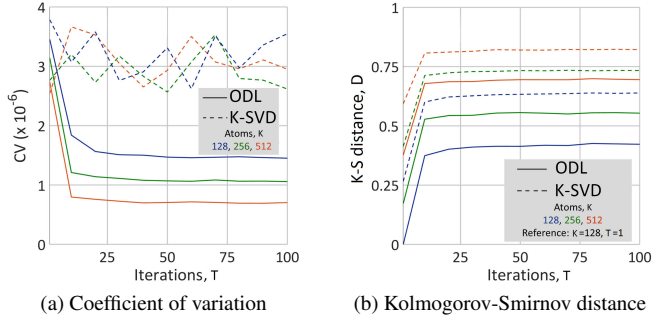 4
3
2
1
0
CV (x 10⁻⁶)
ODL
K-SVD
Atoms, K
128, 256, 512
25
50
75
100
Iterations, T
(a) Coefficient of variation
1
0.75
0.5
0.25
0
K-S distance, D
ODL
K-SVD
Atoms, K
128, 256, 512
Reference: K=128, T=1
25
50
75
100
Iterations, T
(b) Kolmogorov-Smirnov distance